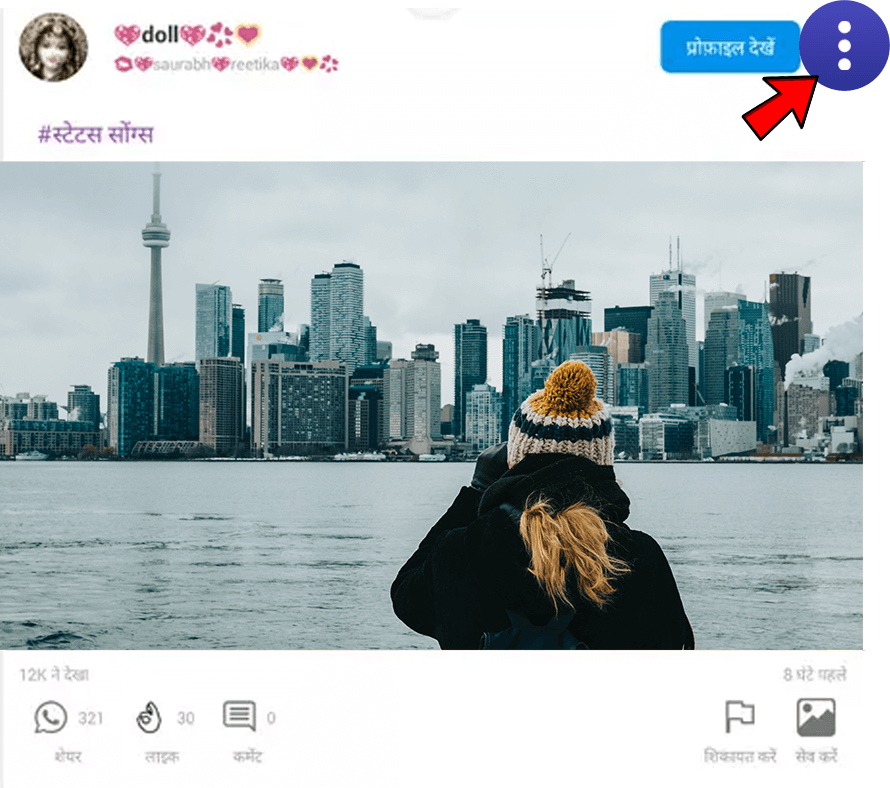 💖doll💖💞💓💛
👄💖saurabh💖reetika💖💛💓💞
प्रोफ़ाइल देखें
#स्टेटस सोंग्स
12K ने देखा
8 घंटे पहले
321
30
0
शेयर
लाइक
कमेंट
शिकायत करें
सेव करें